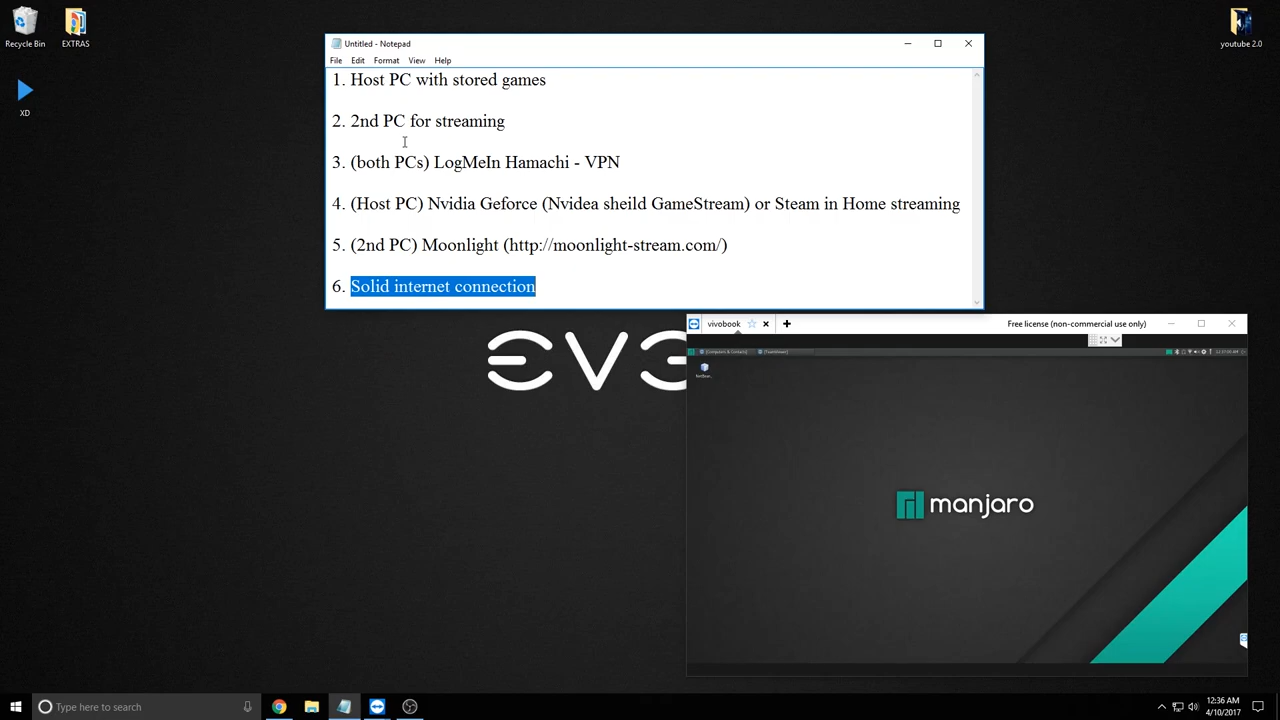 Recycle Bin
EXTRAS
XD
youtube 2.0
Untitled - Notepad
File Edit Format View Help
1. Host PC with stored games
2. 2nd PC for streaming
3. (both PCs) LogMeIn Hamachi - VPN
4. (Host PC) Nvidia Geforce (Nvidea sheild GameStream) or Steam in Home streaming
5. (2nd PC) Moonlight (http://moonlight-stream.com/)
6. Solid internet connection
vivobook
Free license (non-commercial use only)
[Computers & Contacts]
[TeamViewer]
manjaro
Type here to search
12:36 AM
4/10/2017